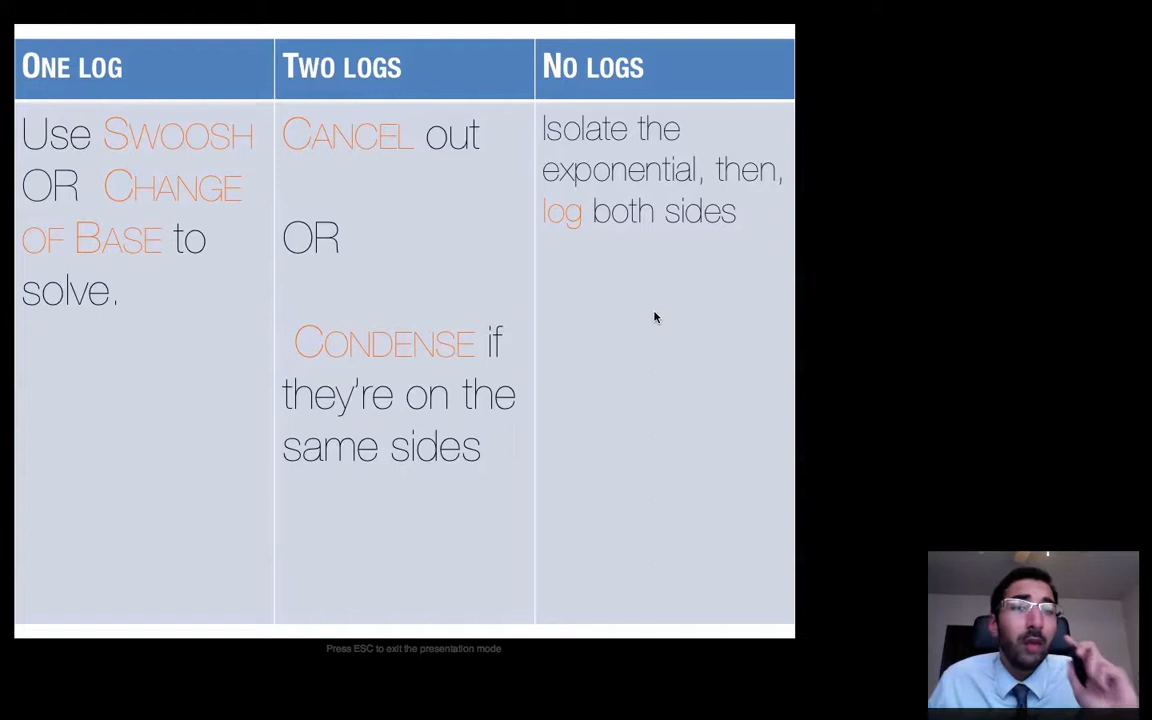 ONE LOG
TWO LOGS
NO LOGS
Use SWOOSH
OR CHANGE
OF BASE to
solve.
CANCEL out
OR
CONDENSE if
they're on the
same sides
Isolate the
exponential, then,
log both sides
Press ESC to exit the presentation mode